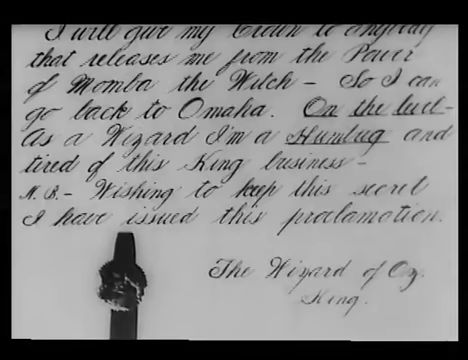 I will give my Crown to anybody
that releases me from the Power
of Momba the Witch - So I can
go back to Omaha. On the level -
As a Wizard I'm a Humbug and
tired of this King business -
N.B. - Wishing to keep this secret
I have issued this proclamation.
The Wizard of Oz.
King.